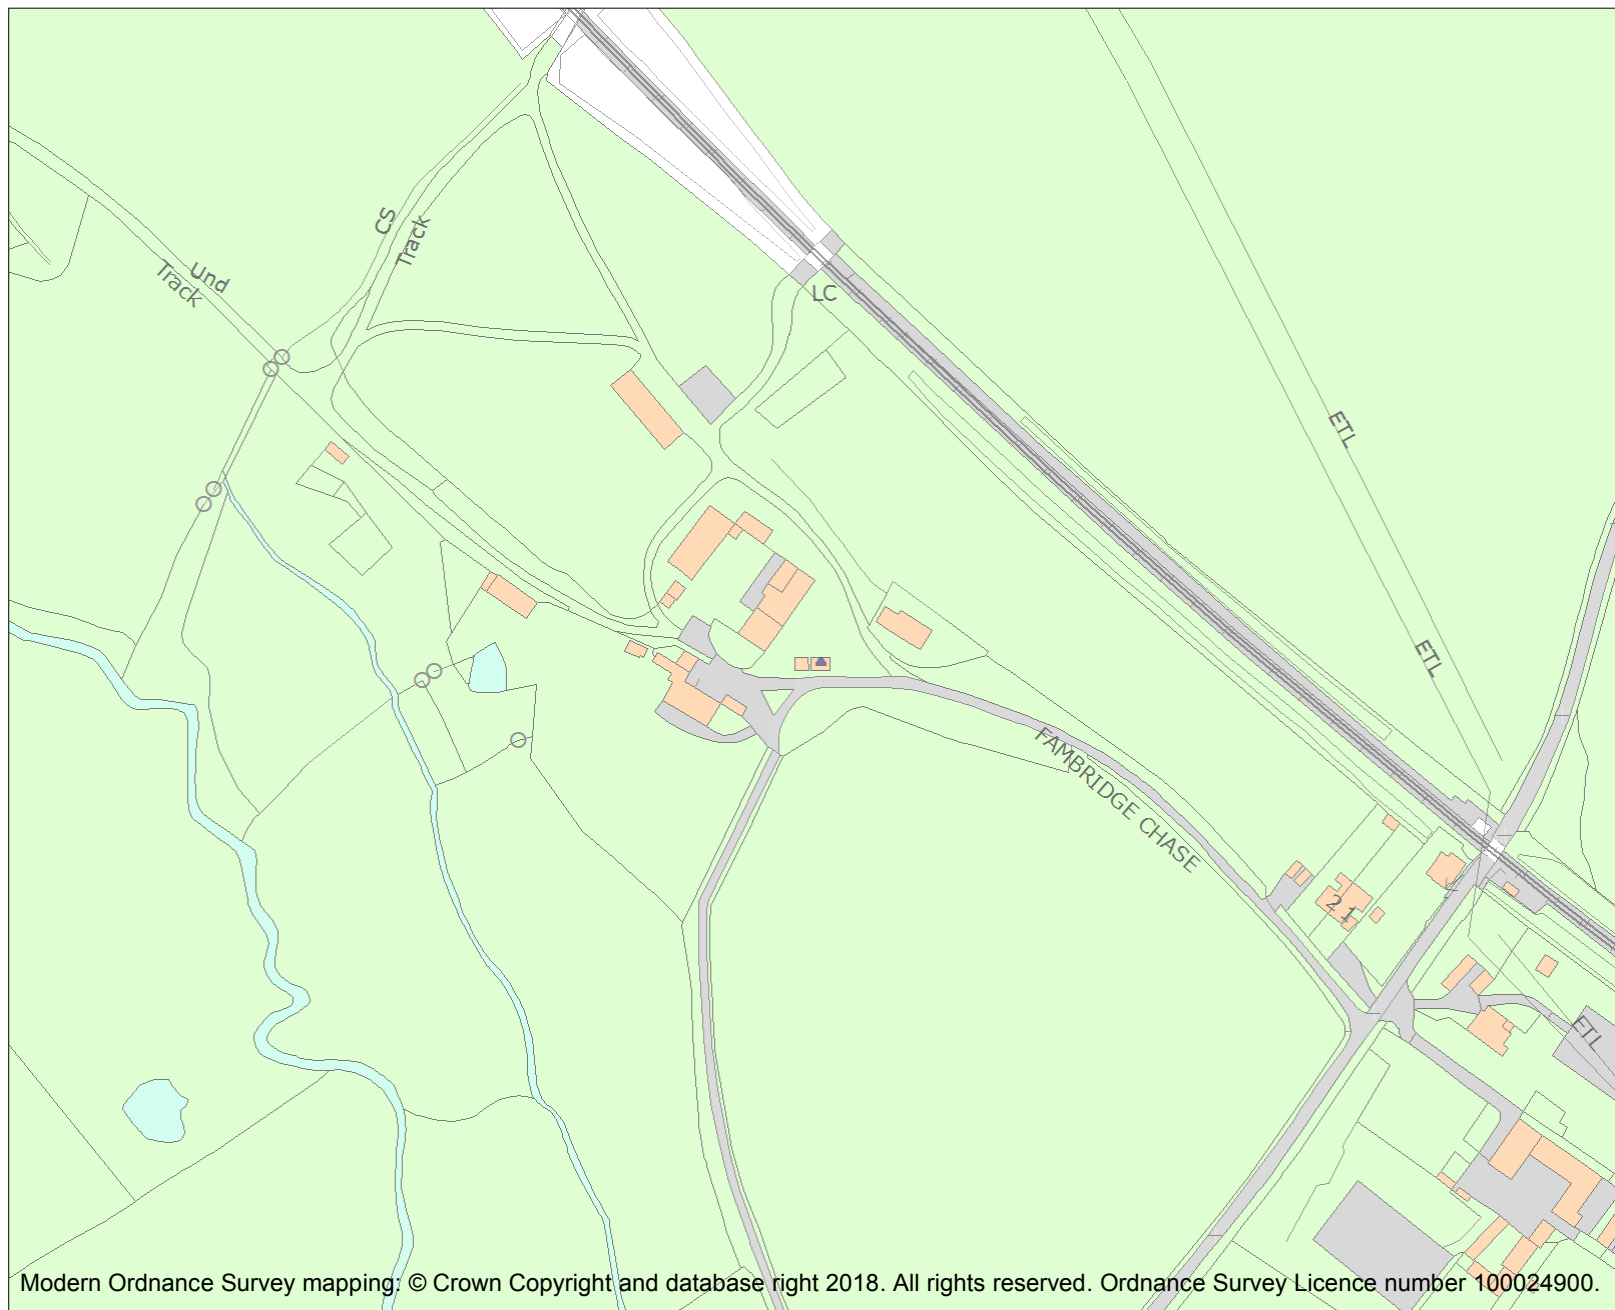 CS
Track
Und
Track
LC
ETL
ETL
FAMBRIDGE CHASE
2 1
ETL
Modern Ordnance Survey mapping: © Crown Copyright and database right 2018. All rights reserved. Ordnance Survey Licence number 100024900.